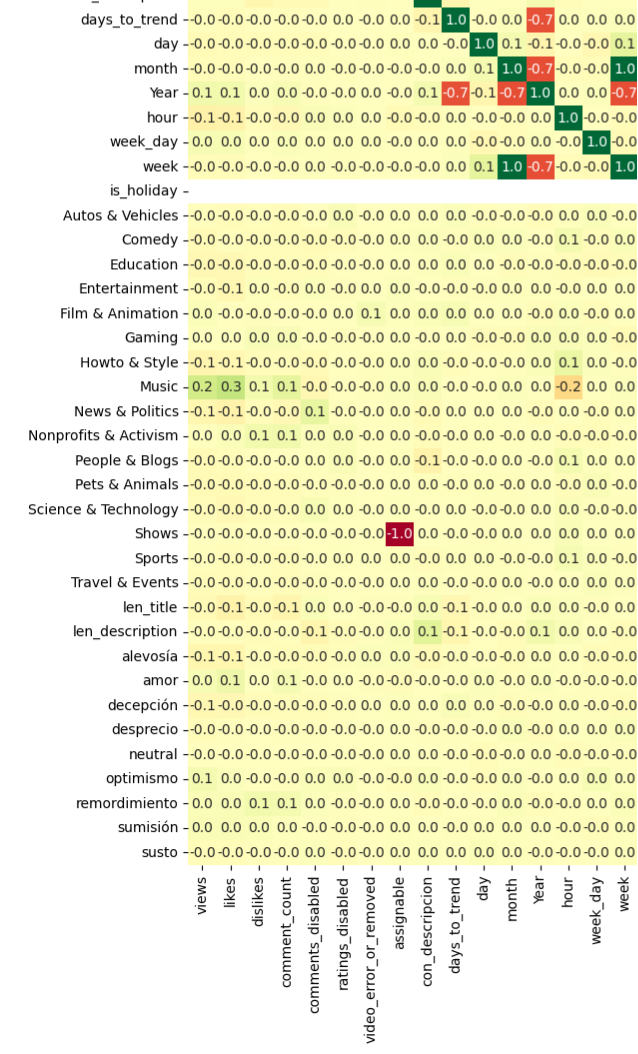 days_to_trend -0.0 -0.0 -0.0 -0.0 0.0 -0.0 -0.0 0.0 -0.1 1.0 -0.0 0.0 -0.7 0.0 0.0 0.0
day -0.0 -0.0 -0.0 -0.0 0.0 -0.0 -0.0 0.0 0.0 -0.0 1.0 0.1 -0.1 -0.0 -0.0 0.1
month -0.0 -0.0 -0.0 -0.0 -0.0 0.0 -0.0 -0.0 -0.0 0.0 0.1 1.0 -0.7 0.0 -0.0 1.0
Year 0.1 0.1 0.0 0.0 -0.0 0.0 0.0 -0.0 0.1 -0.7 -0.1 -0.7 1.0 0.0 0.0 -0.7
hour -0.1 -0.1 -0.0 -0.0 -0.0 -0.0 -0.0 0.0 0.0 0.0 -0.0 0.0 0.0 1.0 -0.0 -0.0
week_day 0.0 0.0 0.0 0.0 -0.0 -0.0 0.0 -0.0 0.0 0.0 -0.0 -0.0 0.0 -0.0 1.0 -0.0
week -0.0 -0.0 -0.0 -0.0 -0.0 0.0 -0.0 -0.0 -0.0 0.0 0.1 1.0 -0.7 -0.0 -0.0 1.0
is_holiday
Autos & Vehicles -0.0 -0.0 -0.0 -0.0 -0.0 0.0 -0.0 0.0 0.0 0.0 -0.0 -0.0 0.0 0.0 0.0 -0.0
Comedy -0.0 0.0 -0.0 0.0 -0.0 -0.0 -0.0 0.0 -0.0 0.0 0.0 0.0 -0.0 0.1 -0.0 0.0
Education -0.0 -0.0 -0.0 -0.0 0.0 0.0 -0.0 0.0 0.0 0.0 -0.0 -0.0 0.0 0.0 0.0 -0.0
Entertainment -0.0 -0.1 0.0 -0.0 0.0 0.0 -0.0 0.0 -0.0 0.0 0.0 0.0 -0.0 0.0 0.0 0.0
Film & Animation 0.0 -0.0 -0.0 -0.0 -0.0 -0.0 0.1 0.0 0.0 0.0 -0.0 -0.0 0.0 0.0 -0.0 -0.0
Gaming 0.0 0.0 0.0 0.0 -0.0 -0.0 -0.0 0.0 0.0 -0.0 -0.0 -0.0 0.0 0.0 -0.0 -0.0
Howto & Style -0.1 -0.1 -0.0 -0.0 -0.0 -0.0 -0.0 0.0 0.0 -0.0 0.0 -0.0 0.0 0.1 0.0 -0.0
Music 0.2 0.3 0.1 0.1 -0.0 -0.0 -0.0 0.0 0.0 -0.0 -0.0 0.0 0.0 -0.2 0.0 0.0
News & Politics -0.1 -0.1 -0.0 -0.0 0.1 -0.0 -0.0 0.0 0.0 0.0 -0.0 -0.0 0.0 0.0 0.0 -0.0
Nonprofits & Activism 0.0 0.0 0.1 0.1 -0.0 -0.0 -0.0 0.0 0.0 -0.0 0.0 -0.0 0.0 -0.0 0.0 -0.0
People & Blogs -0.0 -0.0 -0.0 -0.0 0.0 0.0 -0.0 0.0 -0.1 -0.0 0.0 0.0 -0.0 0.1 0.0 0.0
Pets & Animals -0.0 -0.0 -0.0 -0.0 -0.0 -0.0 -0.0 0.0 0.0 -0.0 0.0 -0.0 0.0 -0.0 0.0 -0.0
Science & Technology -0.0 -0.0 -0.0 -0.0 0.0 -0.0 -0.0 0.0 0.0 -0.0 -0.0 -0.0 0.0 0.0 0.0 -0.0
Shows -0.0 -0.0 -0.0 -0.0 -0.0 -0.0 -0.0 -1.0 0.0 -0.0 -0.0 0.0 -0.0 0.0 0.0 0.0
Sports -0.0 -0.0 -0.0 -0.0 0.0 0.0 0.0 0.0 -0.0 0.0 0.0 -0.0 -0.0 0.1 -0.0 0.0
Travel & Events -0.0 -0.0 -0.0 -0.0 -0.0 -0.0 -0.0 0.0 0.0 -0.0 -0.0 -0.0 0.0 0.0 0.0 -0.0
len_title -0.0 -0.1 -0.0 -0.1 0.0 0.0 -0.0 -0.0 0.0 -0.1 -0.0 -0.0 0.0 0.0 0.0 -0.0
len_description -0.0 -0.0 -0.0 -0.0 -0.1 -0.0 -0.0 0.0 0.1 -0.1 -0.0 -0.0 0.1 0.0 0.0 -0.0
alevosía -0.1 -0.1 -0.0 -0.0 -0.0 -0.0 0.0 0.0 0.0 -0.0 -0.0 -0.0 0.0 0.0 -0.0 -0.0
amor 0.0 0.1 0.0 0.1 -0.0 -0.0 -0.0 0.0 -0.0 -0.0 -0.0 -0.0 0.0 -0.0 0.0 -0.0
decepción -0.1 -0.0 -0.0 -0.0 0.0 0.0 -0.0 -0.0 0.0 0.0 -0.0 -0.0 0.0 0.0 -0.0 -0.0
desprecio -0.0 -0.0 -0.0 -0.0 0.0 -0.0 -0.0 0.0 -0.0 -0.0 -0.0 0.0 -0.0 0.0 -0.0 0.0
neutral -0.0 -0.0 -0.0 -0.0 0.0 -0.0 -0.0 0.0 0.0 0.0 -0.0 -0.0 0.0 0.0 -0.0 -0.0
optimismo 0.1 0.0 -0.0 -0.0 0.0 0.0 -0.0 0.0 -0.0 0.0 -0.0 0.0 -0.0 -0.0 0.0 0.0
remordimiento 0.0 0.0 0.1 0.1 0.0 -0.0 -0.0 0.0 0.0 -0.0 0.0 0.0 0.0 -0.0 0.0 0.0
sumisión 0.0 0.0 0.0 0.0 -0.0 -0.0 -0.0 0.0 -0.0 -0.0 0.0 -0.0 0.0 -0.0 0.0 -0.0
susto -0.0 -0.0 -0.0 -0.0 0.0 -0.0 -0.0 0.0 0.0 0.0 0.0 -0.0 0.0 0.0 0.0 -0.0
views
likes
dislikes
comment_count
comments_disabled
ratings_disabled
video_error_or_removed
assignable
con_descripcion
days_to_trend
day
month
Year
hour
week_day
week